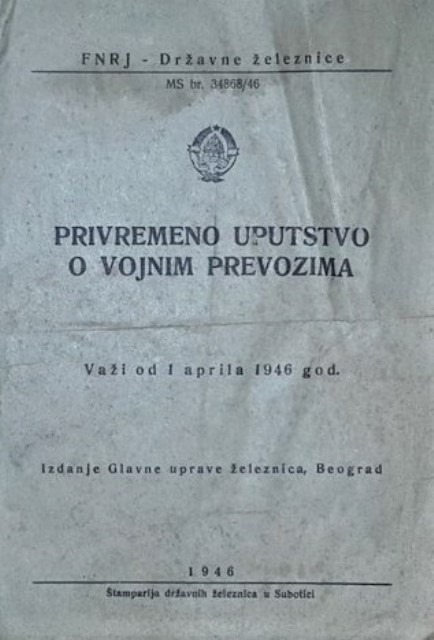 FNRJ - Državne železnice
MS br. 34868/46
PRIVREMENO UPUTSTVO
O VOJNIM PREVOZIMA
Važi od 1 aprila 1946 god.
Izdanje Glavne uprave železnica, Beograd
1946
Štamparija državnih železnica u Subotici